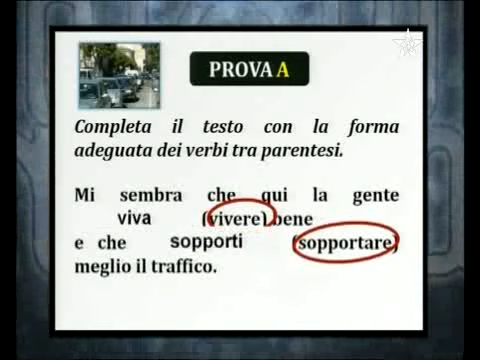 PROVA A
Completa il testo con la forma
adeguata dei verbi tra parentesi.
Mi sembra che qui la gente
viva (vivere) bene
e che sopporti (sopportare)
meglio il traffico.